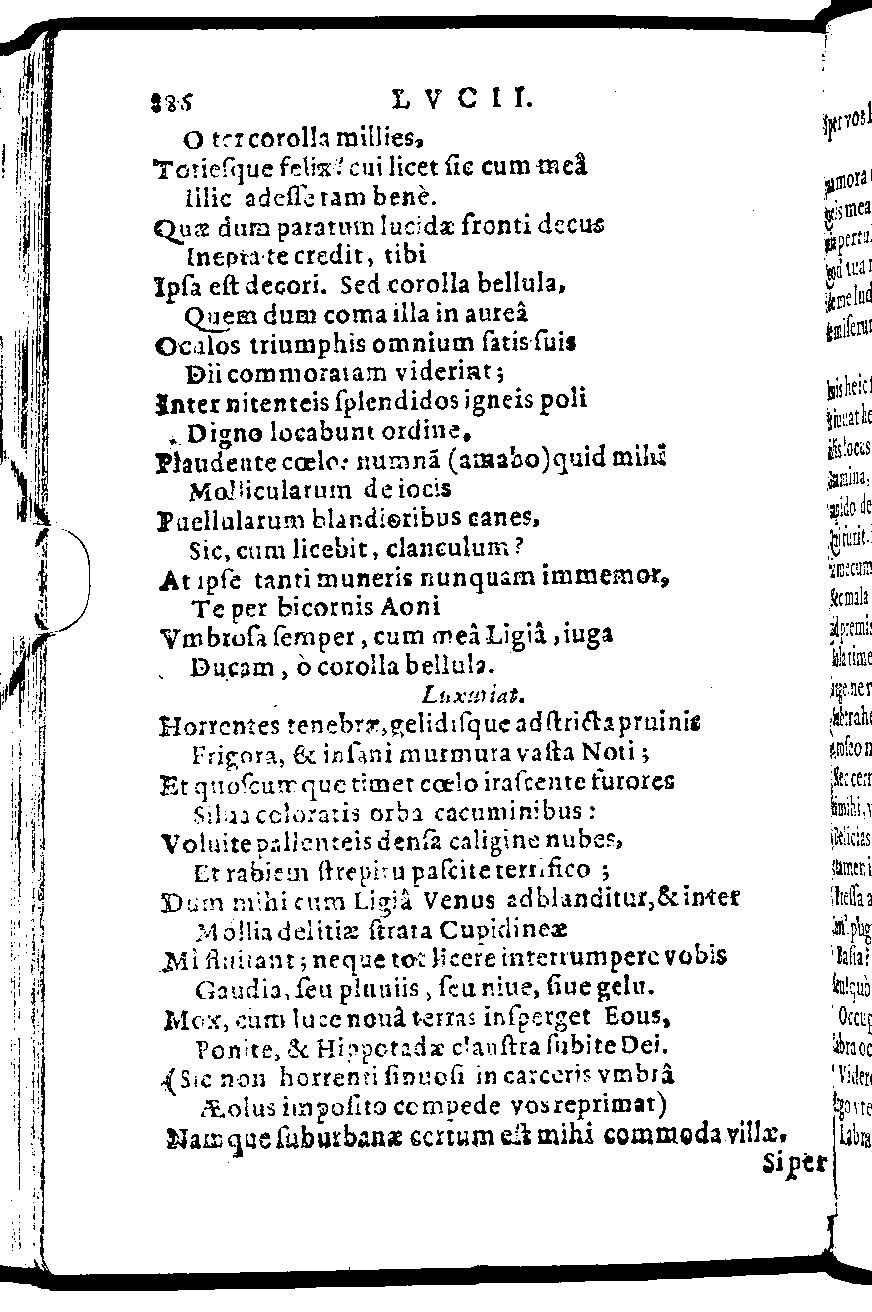 286 LVCII.
O ter corolla millies,
Totiesque felix! cui licet sic cum meâ
Illic adesse tam benè.
Quæ dum paratum lucidæ fronti decus
Inepta te credit, tibi
Ipsa est decori. Sed corolla bellula,
Quem dum coma illa in aureâ
Oculos triumphis omnium satis suis
Dii commoratam viderint;
Inter nitenteis splendidos igneis poli
Digno locabunt ordine,
Plaudente cœlo: numnã (amabo) quid mihi
Mollicularum de iocis
Puellularum blandioribus canes,
Sic, cum licebit, clanculum?
At ipse tanti muneris nunquam immemor,
Te per bicornis Aoni
Vmbrosa semper, cum meâ Ligiâ, iuga
Ducam, ò corolla bellula.
Luxuriat.
Horrentes tenebræ, gelidisque adstricta pruinis
Frigora, & insani murmura vasta Noti;
Et quoscumque timet cœlo irascente furores
Silua coloratis orba cacuminibus:
Voluite pallenteis densa caligine nubes,
Et rabiem strepitu pascite terrifico;
Dum mihi cum Ligiâ Venus adblanditur, & inter
Mollia delitiæ strata Cupidineæ
Mi fluitant; neque tot licere interrumpere vobis
Gaudia, seu pluuiis, seu niue, siue gelu.
Mox, cum luce nouâ terras insperget Eous,
Ponite, & Hippotadæ claustra subite Dei.
(Sic non horrenti sinuosi in carceris vmbrâ
Æolus imposito compede vos reprimat)
Namque suburbanæ certum est mihi commoda villæ,
Si per